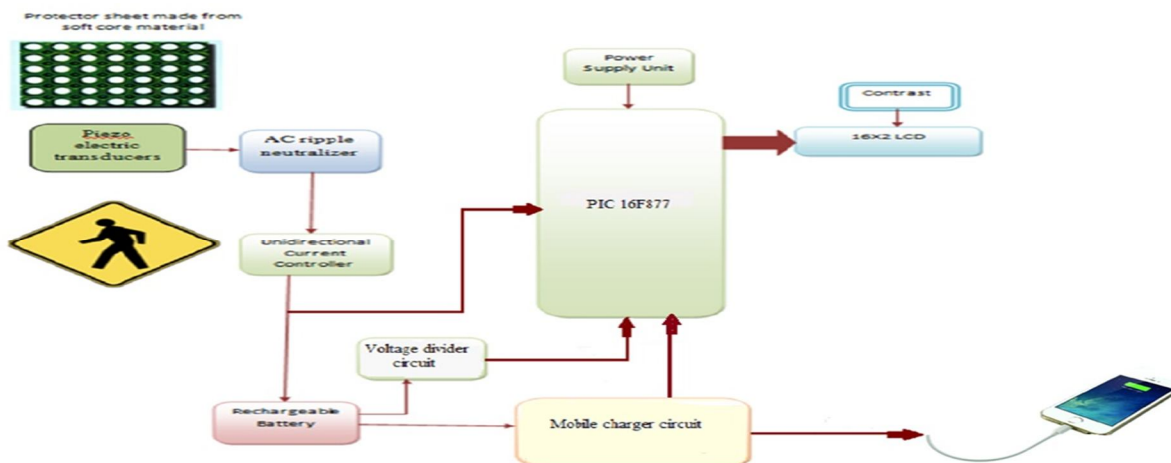 Protector sheet made from
soft core material
Power
Supply Unit
Contrast
16X2 LCD
Piezo
electric
transducers
AC ripple
neutralizer
PIC 16F877
Unidirectional
Current
Controller
Voltage divider
circuit
Rechargeable
Battery
Mobile charger circuit